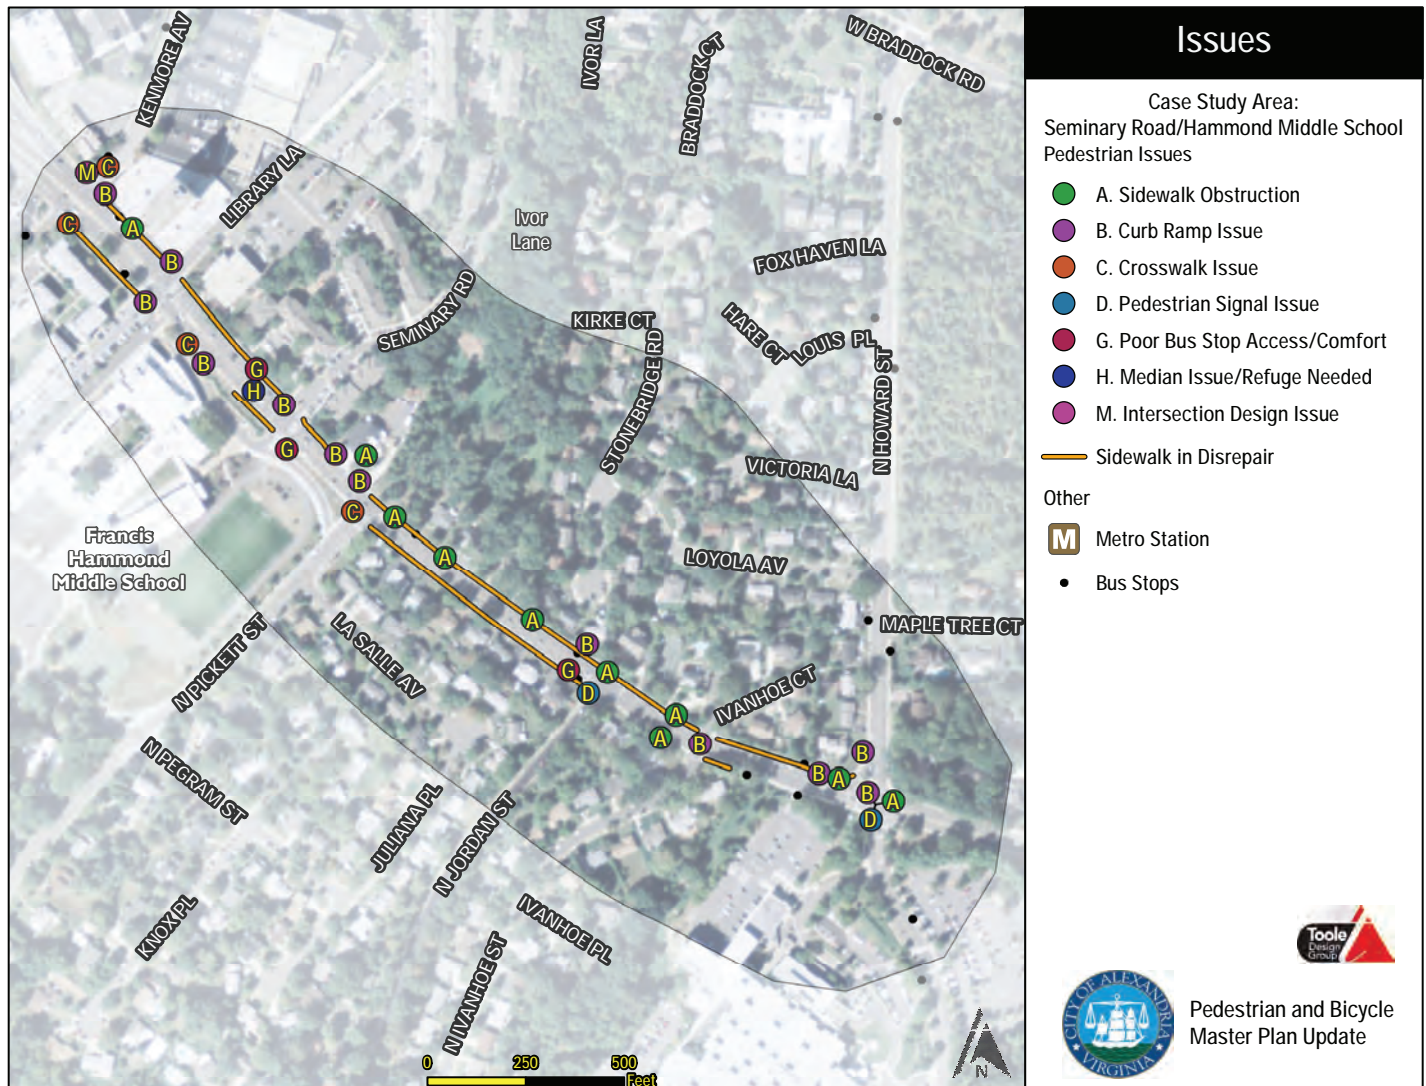 Issues
Case Study Area:
Seminary Road/Hammond Middle School
Pedestrian Issues
A. Sidewalk Obstruction
B. Curb Ramp Issue
C. Crosswalk Issue
D. Pedestrian Signal Issue
G. Poor Bus Stop Access/Comfort
H. Median Issue/Refuge Needed
M. Intersection Design Issue
Sidewalk in Disrepair
Other
M Metro Station
Bus Stops
Toole
Design
Group
CITY OF ALEXANDRIA
VIRGINIA
Pedestrian and Bicycle
Master Plan Update
KENMORE AV
IVOR LA
BRADDOCK CT
W BRADDOCK RD
LIBRARY LA
Ivor
Lane
FOX HAVEN LA
SEMINARY RD
KIRKE CT
HARE CT
LOUIS PL
STONEBRIDGE RD
N HOWARD ST
VICTORIA LA
Francis
Hammond
Middle School
LOYOLA AV
MAPLE TREE CT
N PICKETT ST
LA SALLE AV
IVANHOE CT
N PEGRAM ST
JULIANA PL
N JORDAN ST
KNOX PL
IVANHOE PL
N IVANHOE ST
M
C
B
C
A
B
B
C
B
G
H
B
G
B
A
B
C
A
A
A
B
G
A
D
A
A
B
B
B
A
B
A
D
0 250 500
Feet
N